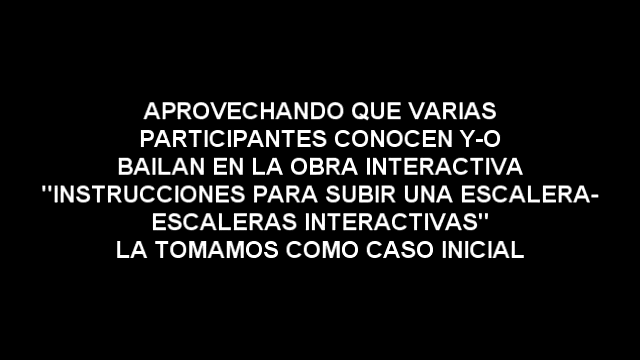 APROVECHANDO QUE VARIAS
PARTICIPANTES CONOCEN Y-O
BAILAN EN LA OBRA INTERACTIVA
"INSTRUCCIONES PARA SUBIR UNA ESCALERA-
ESCALERAS INTERACTIVAS"
LA TOMAMOS COMO CASO INICIAL